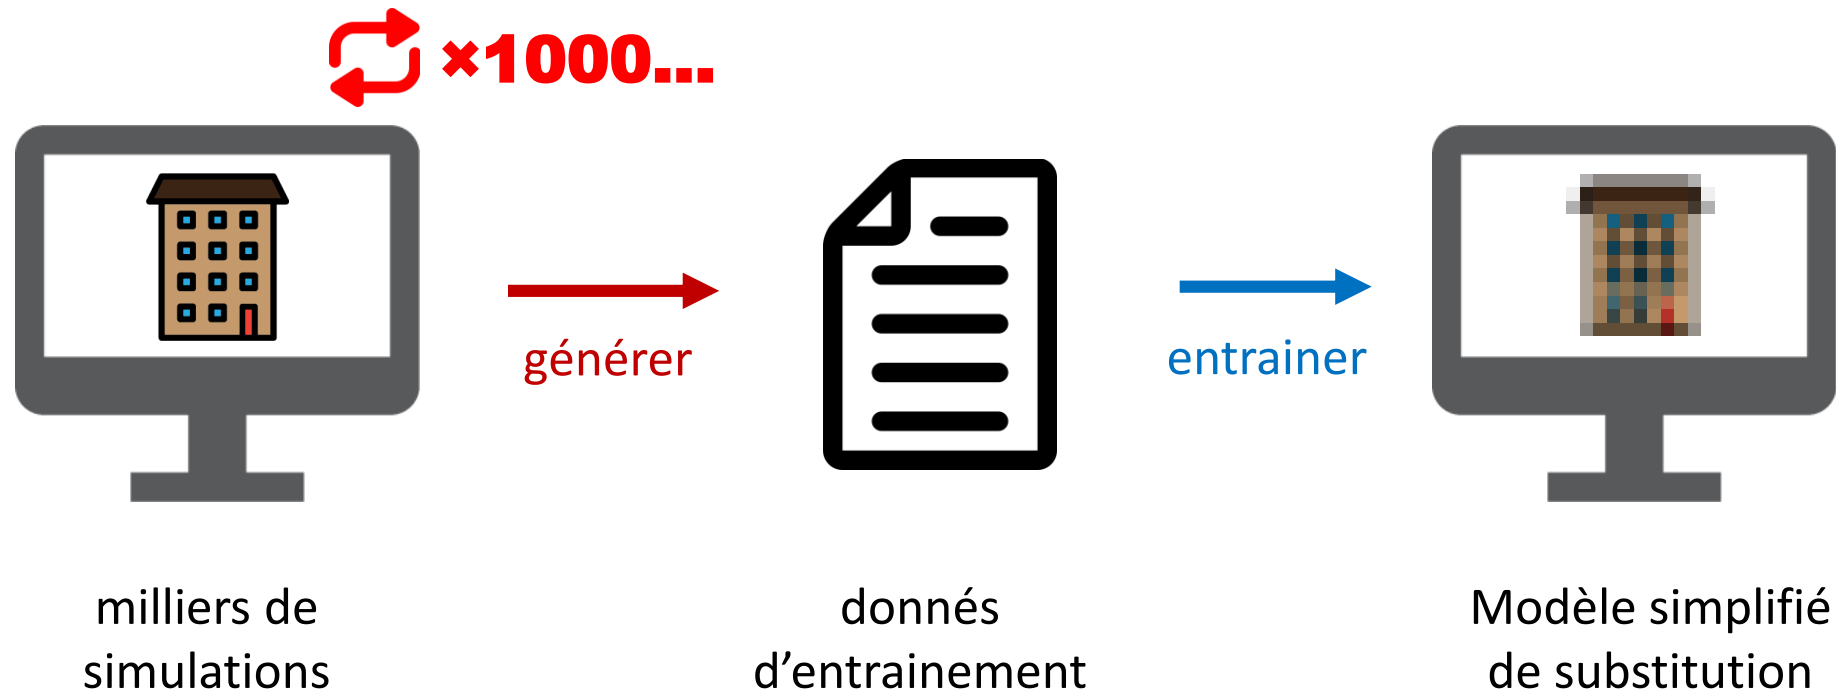 ×1000...
générer
entrainer
milliers de
simulations
donnés
d’entrainement
Modèle simplifié
de substitution